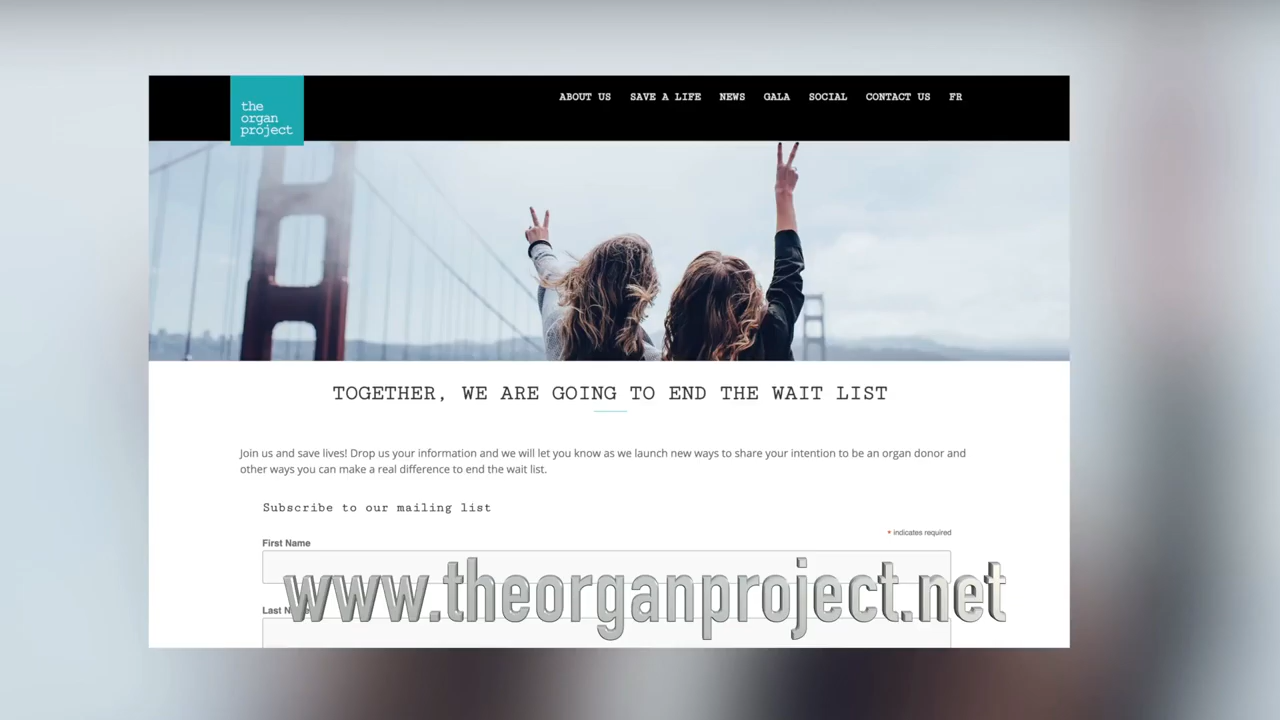 the
organ
project
ABOUT US SAVE A LIFE NEWS GALA SOCIAL CONTACT US FR
TOGETHER, WE ARE GOING TO END THE WAIT LIST
Join us and save lives! Drop us your information and we will let you know as we launch new ways to share your intention to be an organ donor and
other ways you can make a real difference to end the wait list.
Subscribe to our mailing list
* indicates required
First Name
www.theorganproject.net
Last Name